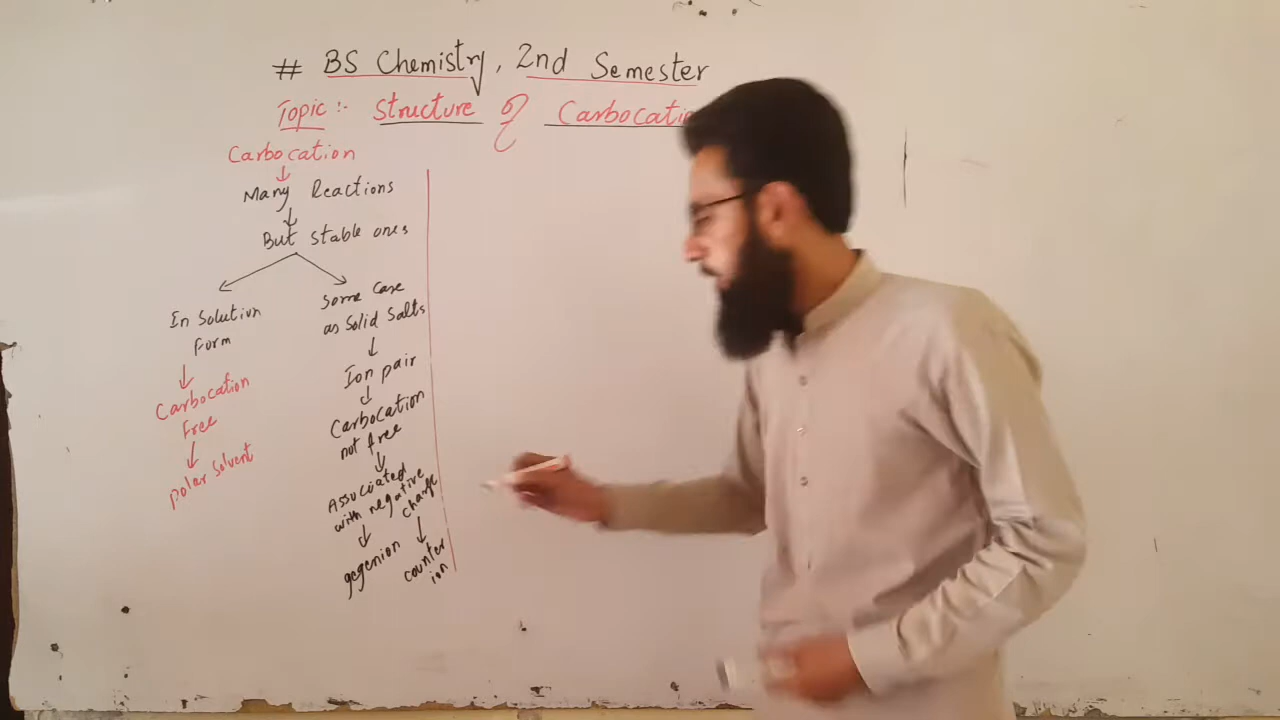 # BS Chemistry, 2nd Semester
Topic :- Structure of Carbocati
Carbocation
Many Reactions
But stable ones
In Solution
Form
Carbocation
Free
polar solvent
Some Case
as Solid Salts
Ion pair
Carbocation
not free
Associated
with negative
charge
gegenion
counter
ion